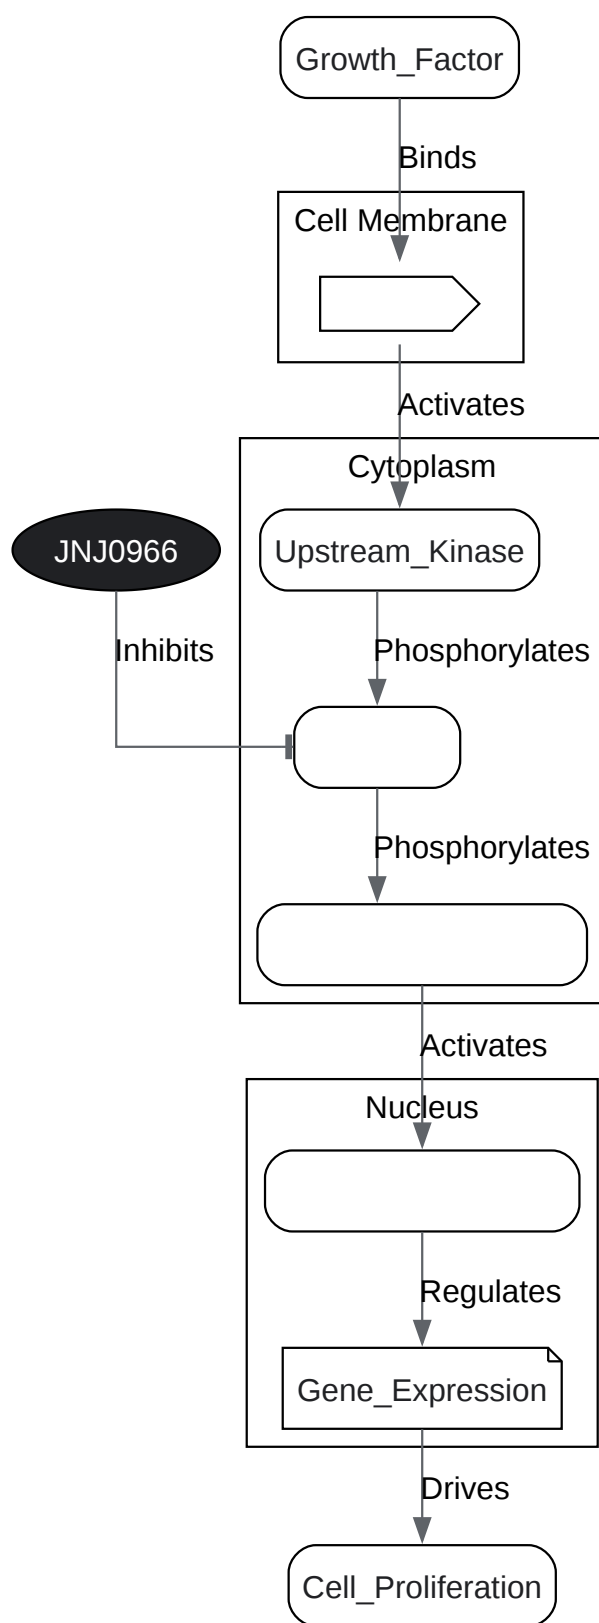 Growth_Factor
Binds
Cell Membrane
Activates
Cytoplasm
JNJ0966
Upstream_Kinase
Inhibits
Phosphorylates
Phosphorylates
Activates
Nucleus
Regulates
Gene_Expression
Drives
Cell_Proliferation